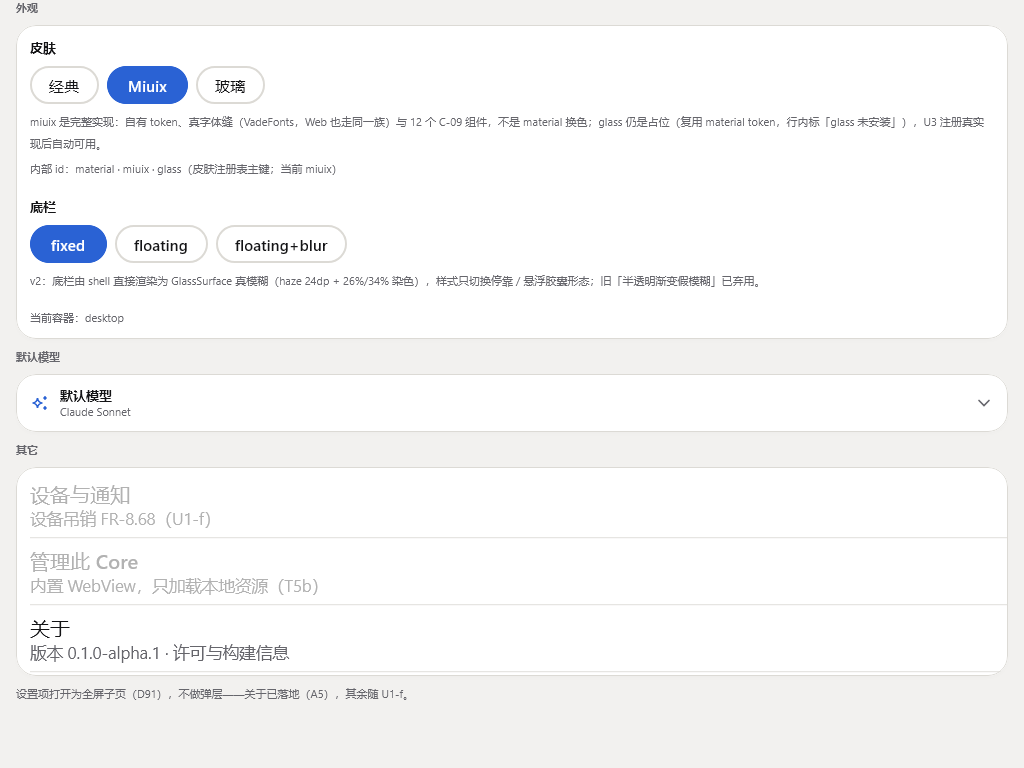 外观
皮肤
经典
Miuix
玻璃
miuix 是完整实现：自有 token、真字体缝（VadeFonts，Web 也走同一族）与 12 个 C-09 组件，不是 material 换色；glass 仍是占位（复用 material token，行内标「glass 未安装」），U3 注册真实
现后自动可用。
内部 id：material · miuix · glass（皮肤注册表主键；当前 miuix）
底栏
fixed
floating
floating+blur
v2：底栏由 shell 直接渲染为 GlassSurface 真模糊（haze 24dp + 26%/34% 染色），样式只切换停靠 / 悬浮胶囊形态；旧「半透明渐变假模糊」已弃用。
当前容器：desktop
默认模型
默认模型
Claude Sonnet
其它
设备与通知
设备吊销 FR-8.68（U1-f）
管理此 Core
内置 WebView，只加载本地资源（T5b）
关于
版本 0.1.0-alpha.1 · 许可与构建信息
设置项打开为全屏子页（D91），不做弹层——关于已落地（A5），其余随 U1-f。